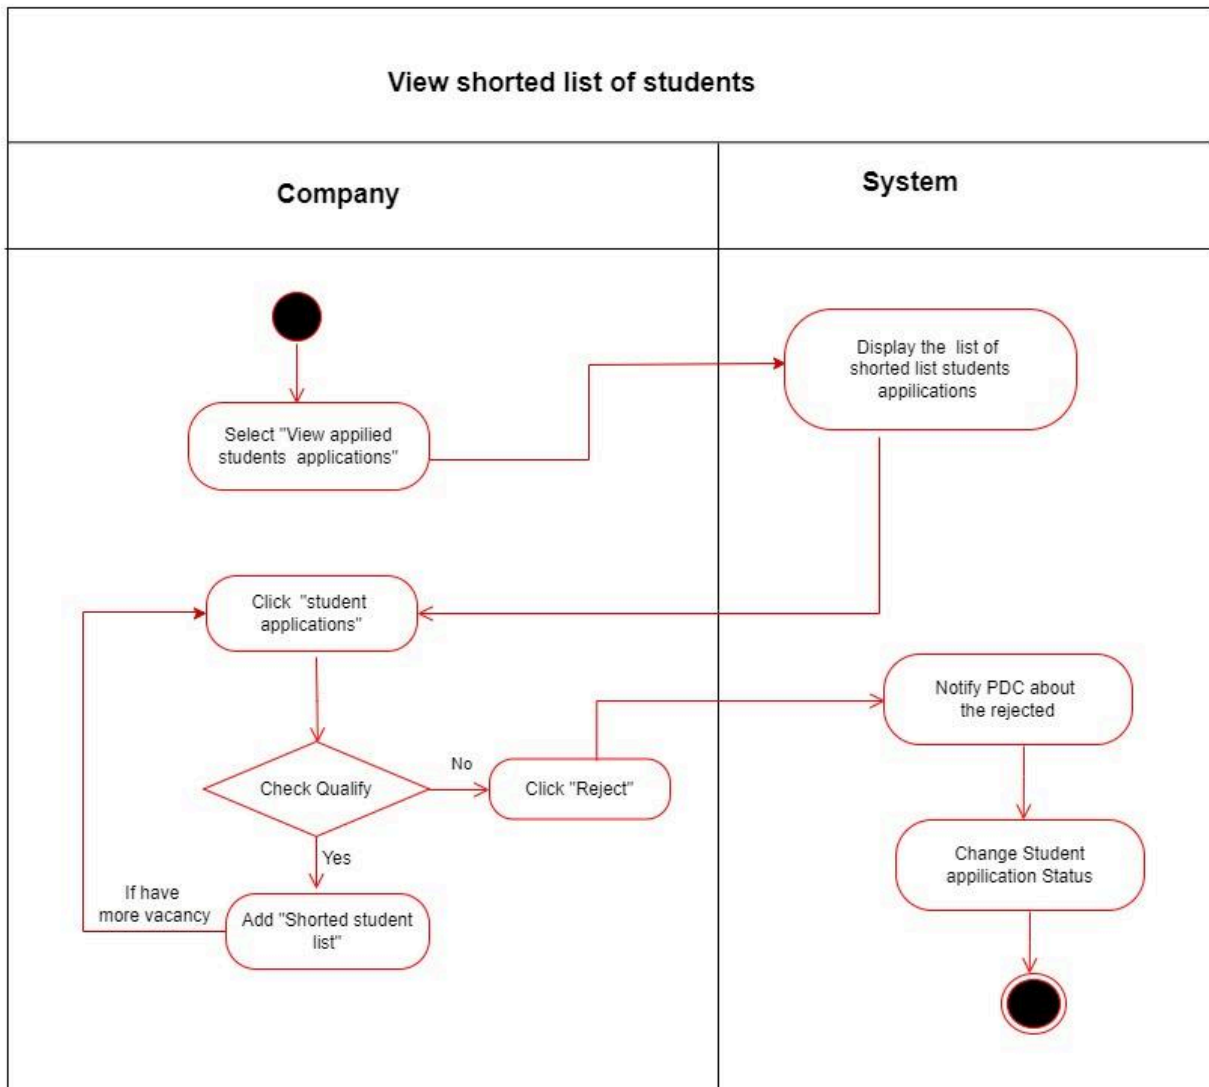 View shorted list of students
Company
System
Select "View appilied
students applications"
Display the list of
shorted list students
appilications
Click "student
applications"
Check Qualify
No
Click "Reject"
Notify PDC about
the rejected
Yes
Change Student
appilication Status
If have
more vacancy
Add "Shorted student
list"